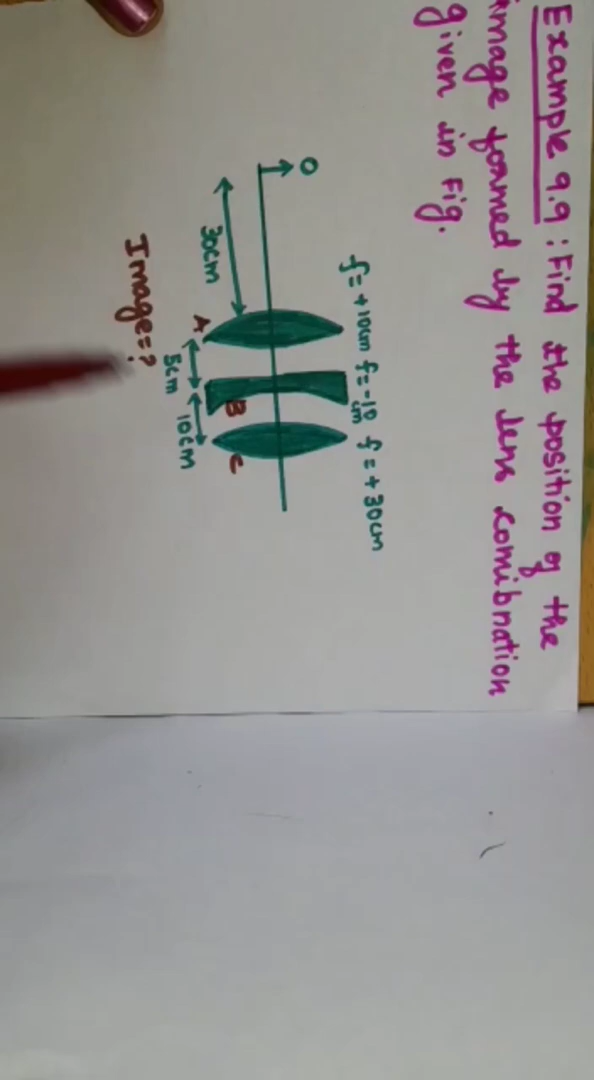 Example 9.9 : Find the position of the
image formed by the lens comibnation
given in Fig.
f = +10cm f = -10 cm f = +30cm
O
A
B
C
30cm
5cm
10cm
Image = ?